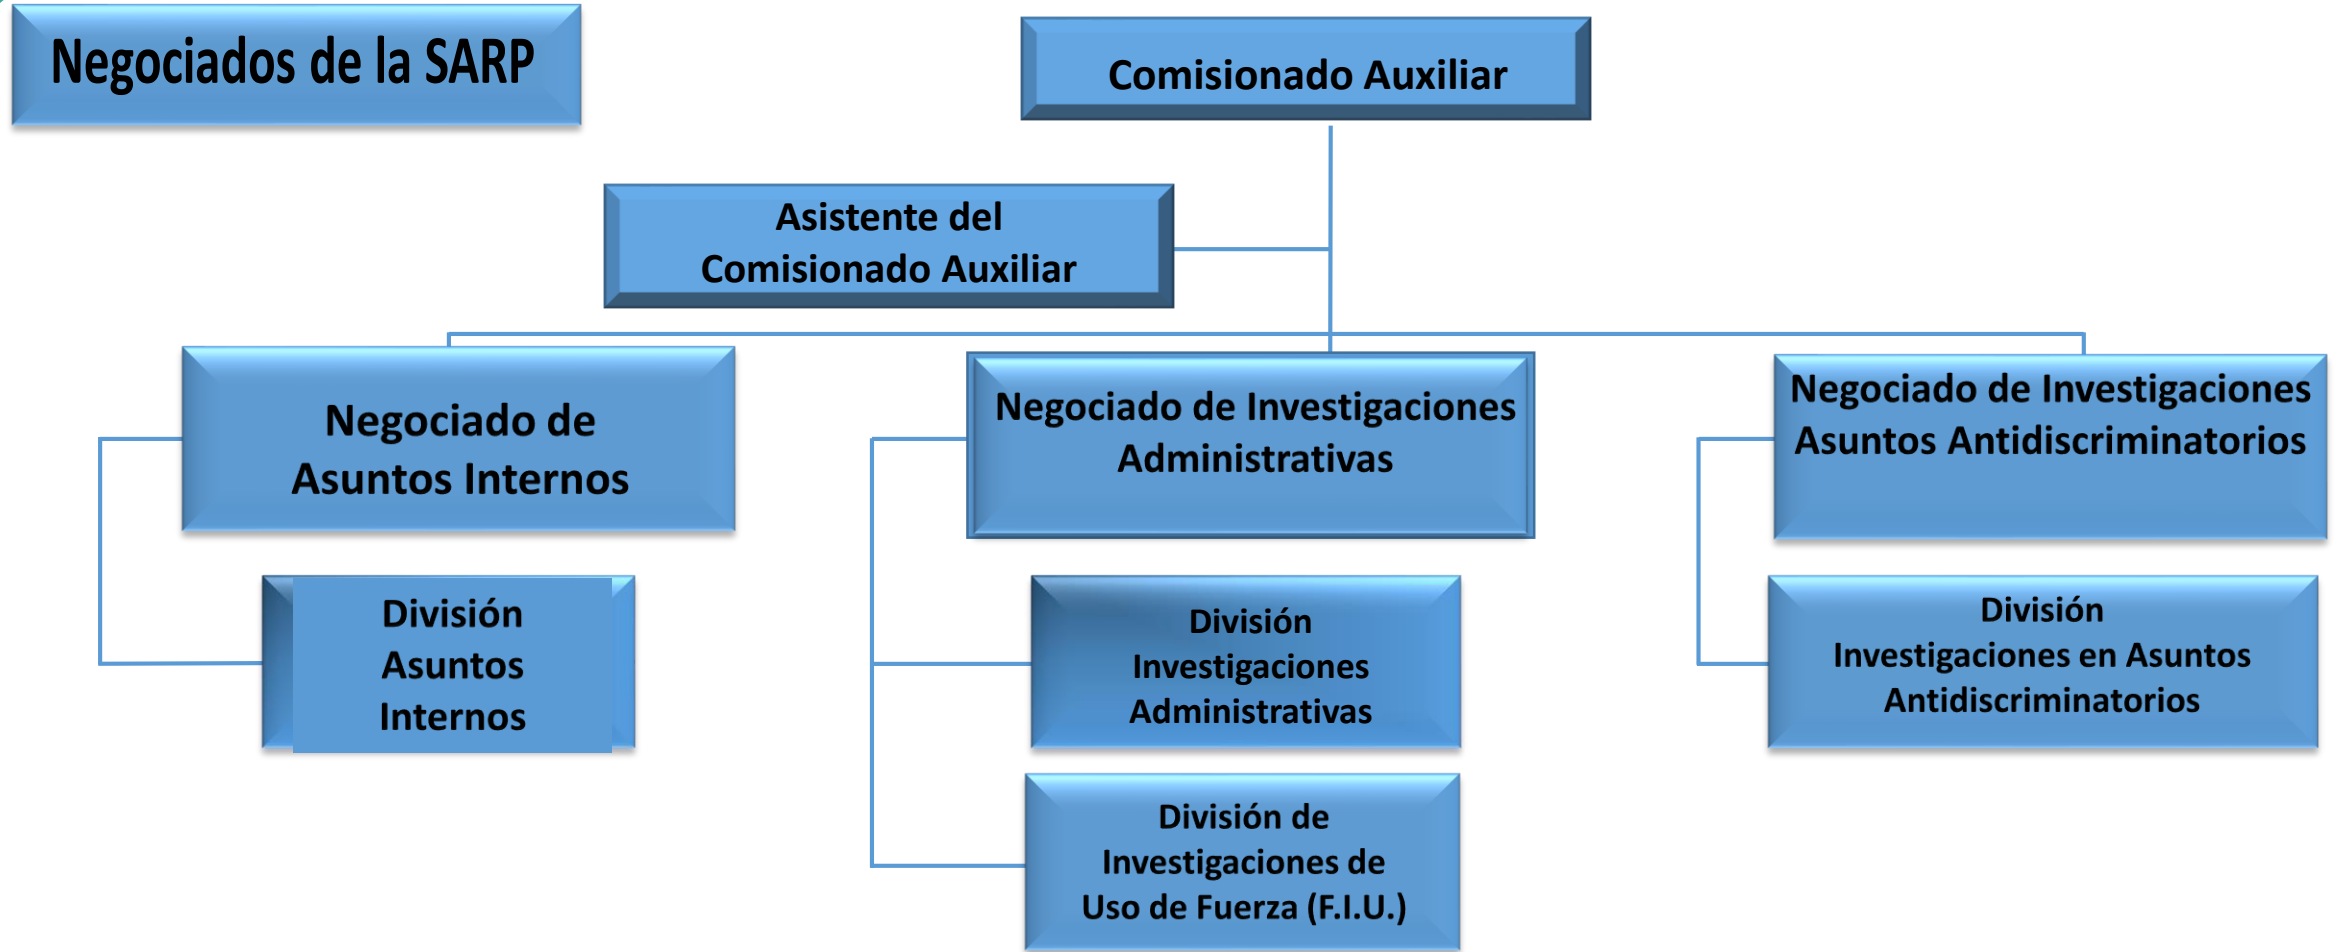 Negociados de la SARP
Comisionado Auxiliar
Asistente del
Comisionado Auxiliar
Negociado de
Asuntos Internos
Negociado de Investigaciones
Administrativas
Negociado de Investigaciones
Asuntos Antidiscriminatorios
División
Asuntos
Internos
División
Investigaciones
Administrativas
División
Investigaciones en Asuntos
Antidiscriminatorios
División de
Investigaciones de
Uso de Fuerza (F.I.U.)